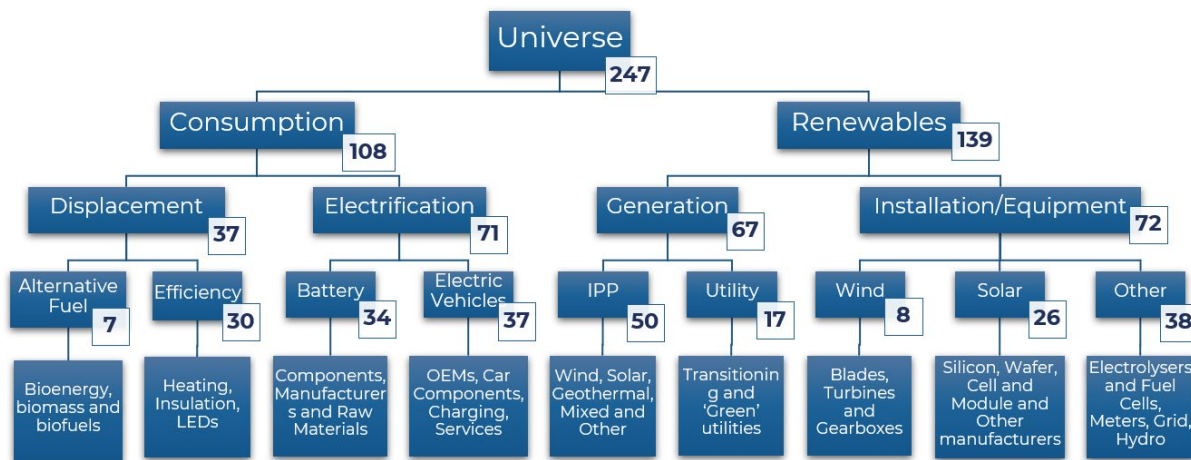 Universe
247
Consumption
108
Renewables
139
Displacement
37
Electrification
71
Generation
67
Installation/Equipment
72
Alternative
Fuel
7
Efficiency
30
Battery
34
Electric
Vehicles
37
IPP
50
Utility
17
Wind
8
Solar
26
Other
38
Bioenergy,
biomass and
biofuels
Heating,
Insulation,
LEDs
Components,
Manufacturer
s and Raw
Materials
OEMs, Car
Components,
Charging,
Services
Wind, Solar,
Geothermal,
Mixed and
Other
Transitionin
g and ‘Green’
utilities
Blades,
Turbines
and
Gearboxes
Silicon, Wafer,
Cell and
Module and
Other
manufacturers
Electrolysers
and Fuel
Cells,
Meters, Grid,
Hydro